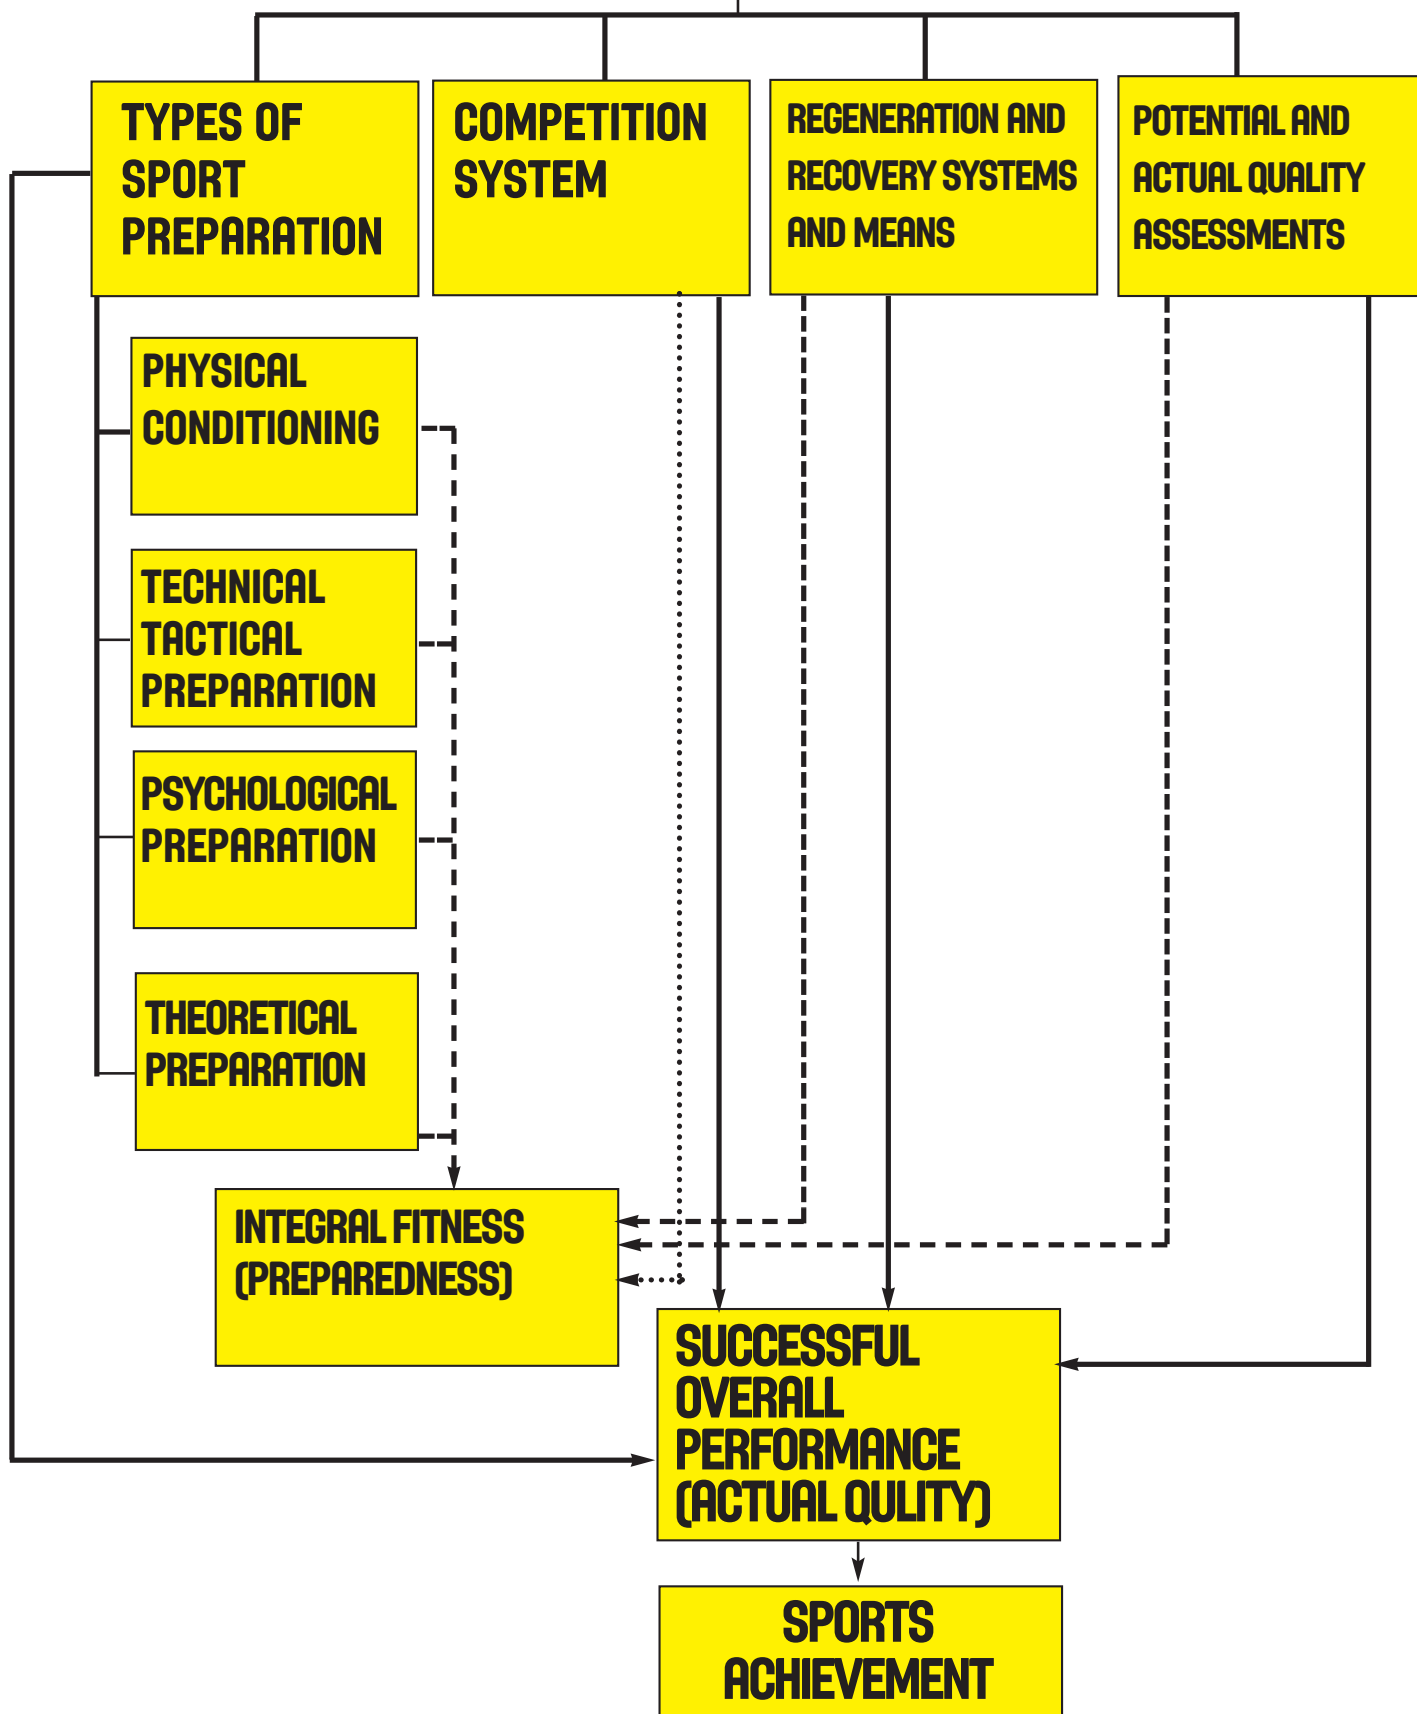 TYPES OF
SPORT
PREPARATION
COMPETITION
SYSTEM
REGENERATION AND
RECOVERY SYSTEMS
AND MEANS
POTENTIAL AND
ACTUAL QUALITY
ASSESSMENTS
PHYSICAL
CONDITIONING
TECHNICAL
TACTICAL
PREPARATION
PSYCHOLOGICAL
PREPARATION
THEORETICAL
PREPARATION
INTEGRAL FITNESS
(PREPAREDNESS)
SUCCESSFUL
OVERALL
PERFORMANCE
(ACTUAL QULITY)
SPORTS
ACHIEVEMENT